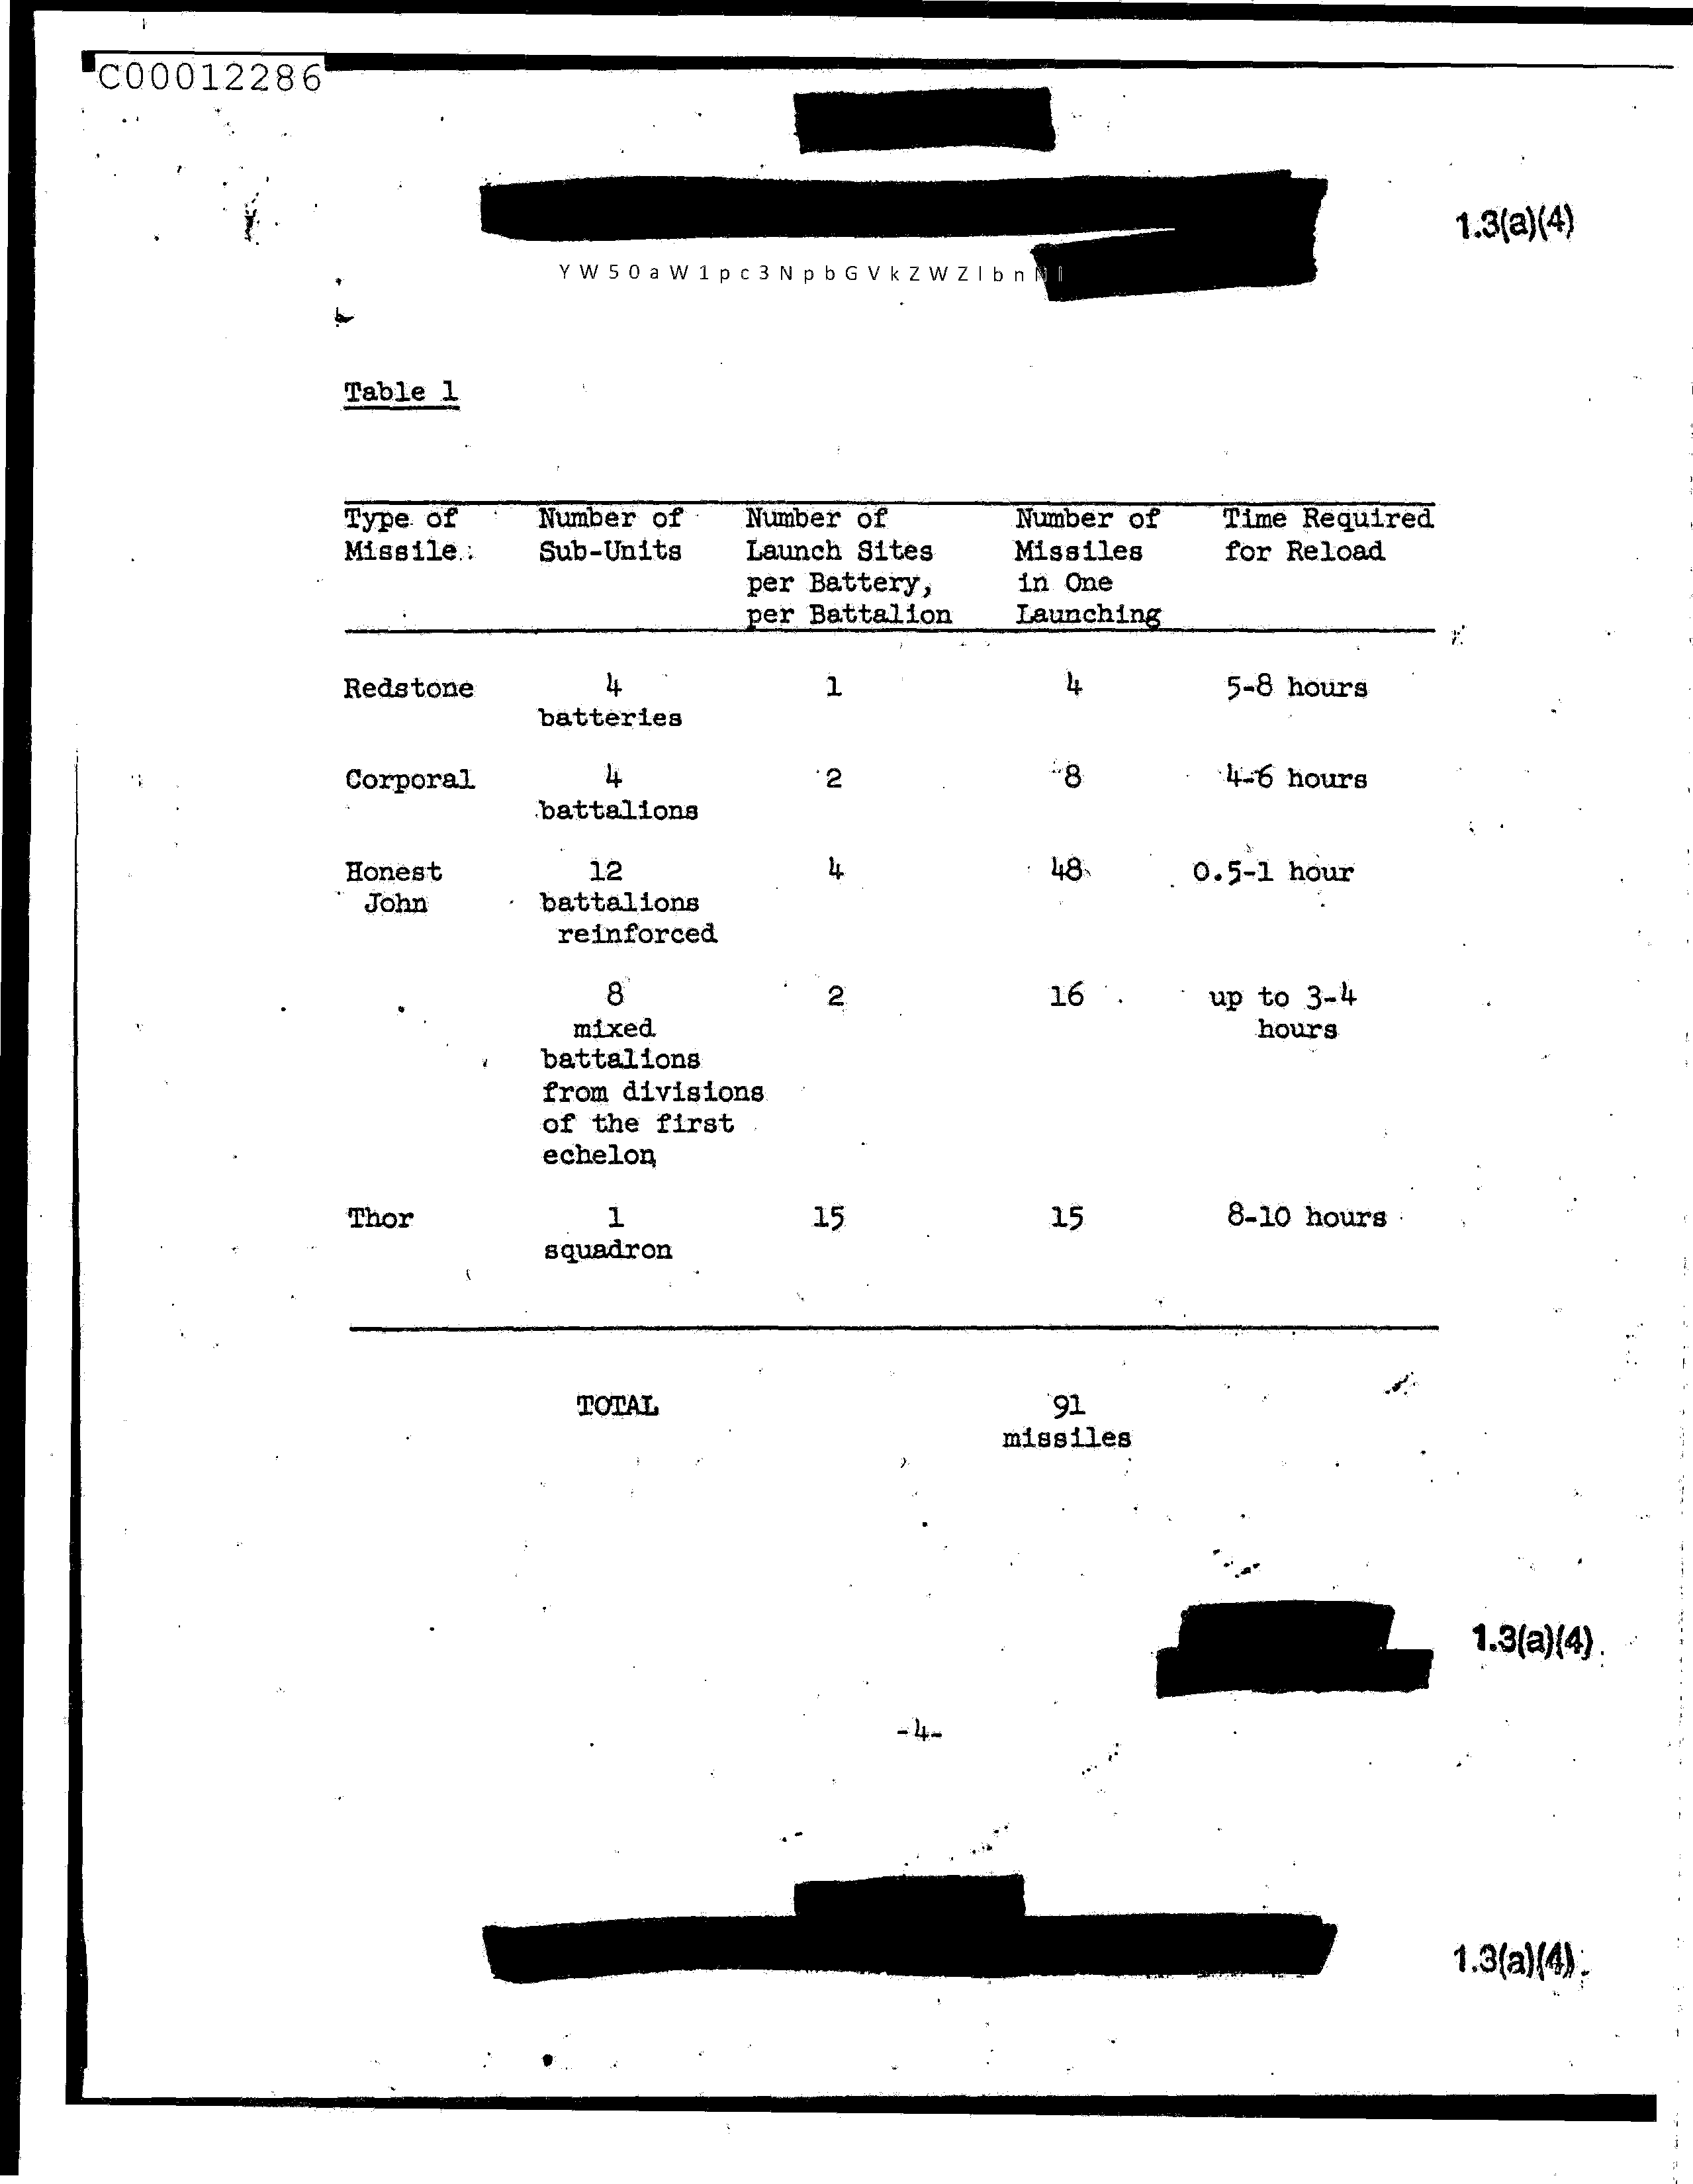 C00012286
1.3(a)(4)
YW50aW1pc3NpbGVkZWZlbnNl
Table 1
Type of Number of Number of Number of Time Required
Missile: Sub-Units Launch Sites Missiles for Reload
per Battery, in One
per Battalion Launching
Redstone 4 1 4 5-8 hours
batteries
Corporal 4 2 8 4-6 hours
battalions
Honest 12 4 48 0.5-1 hour
John battalions
reinforced
8 2 16 up to 3-4
mixed hours
battalions
from divisions
of the first
echelon
Thor 1 15 15 8-10 hours
squadron
TOTAL 91
missiles
1.3(a)(4)
-4-
1.3(a)(4)